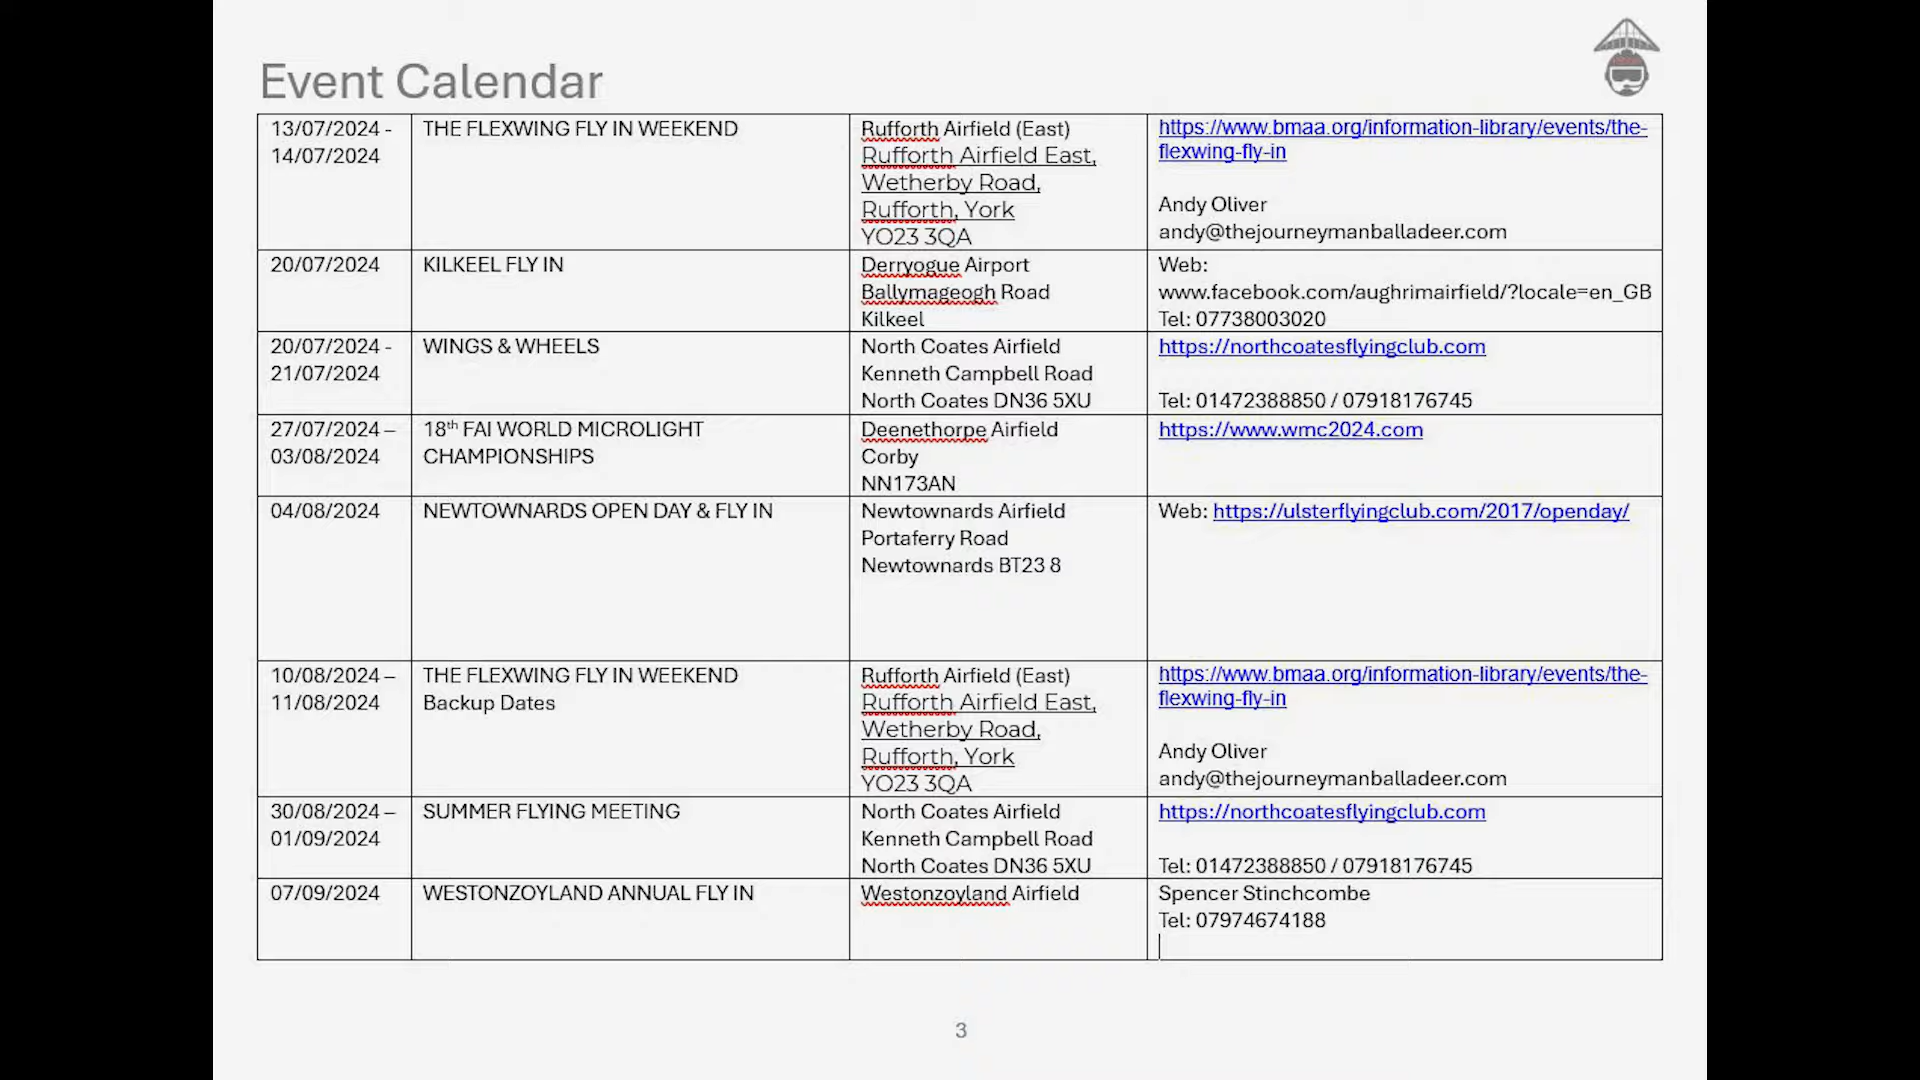 Event Calendar
13/07/2024 -
14/07/2024
THE FLEXWING FLY IN WEEKEND
Rufforth Airfield (East)
Rufforth Airfield East,
Wetherby Road,
Rufforth, York
YO23 3QA
https://www.bmaa.org/information-library/events/the-
flexwing-fly-in
Andy Oliver
andy@thejourneymanballadeer.com
20/07/2024
KILKEEL FLY IN
Derryogue Airport
Ballymageogh Road
Kilkeel
Web:
www.facebook.com/aughrimairfield/?locale=en_GB
Tel: 07738003020
20/07/2024 -
21/07/2024
WINGS & WHEELS
North Coates Airfield
Kenneth Campbell Road
North Coates DN36 5XU
https://northcoatesflyingclub.com
Tel: 01472388850 / 07918176745
27/07/2024 –
03/08/2024
18th FAI WORLD MICROLIGHT
CHAMPIONSHIPS
Deenethorpe Airfield
Corby
NN173AN
https://www.wmc2024.com
04/08/2024
NEWTOWNARDS OPEN DAY & FLY IN
Newtownards Airfield
Portaferry Road
Newtownards BT23 8
Web: https://ulsterflyingclub.com/2017/openday/
10/08/2024 –
11/08/2024
THE FLEXWING FLY IN WEEKEND
Backup Dates
Rufforth Airfield (East)
Rufforth Airfield East,
Wetherby Road,
Rufforth, York
YO23 3QA
https://www.bmaa.org/information-library/events/the-
flexwing-fly-in
Andy Oliver
andy@thejourneymanballadeer.com
30/08/2024 –
01/09/2024
SUMMER FLYING MEETING
North Coates Airfield
Kenneth Campbell Road
North Coates DN36 5XU
https://northcoatesflyingclub.com
Tel: 01472388850 / 07918176745
07/09/2024
WESTONZOYLAND ANNUAL FLY IN
Westonzoyland Airfield
Spencer Stinchcombe
Tel: 07974674188
3